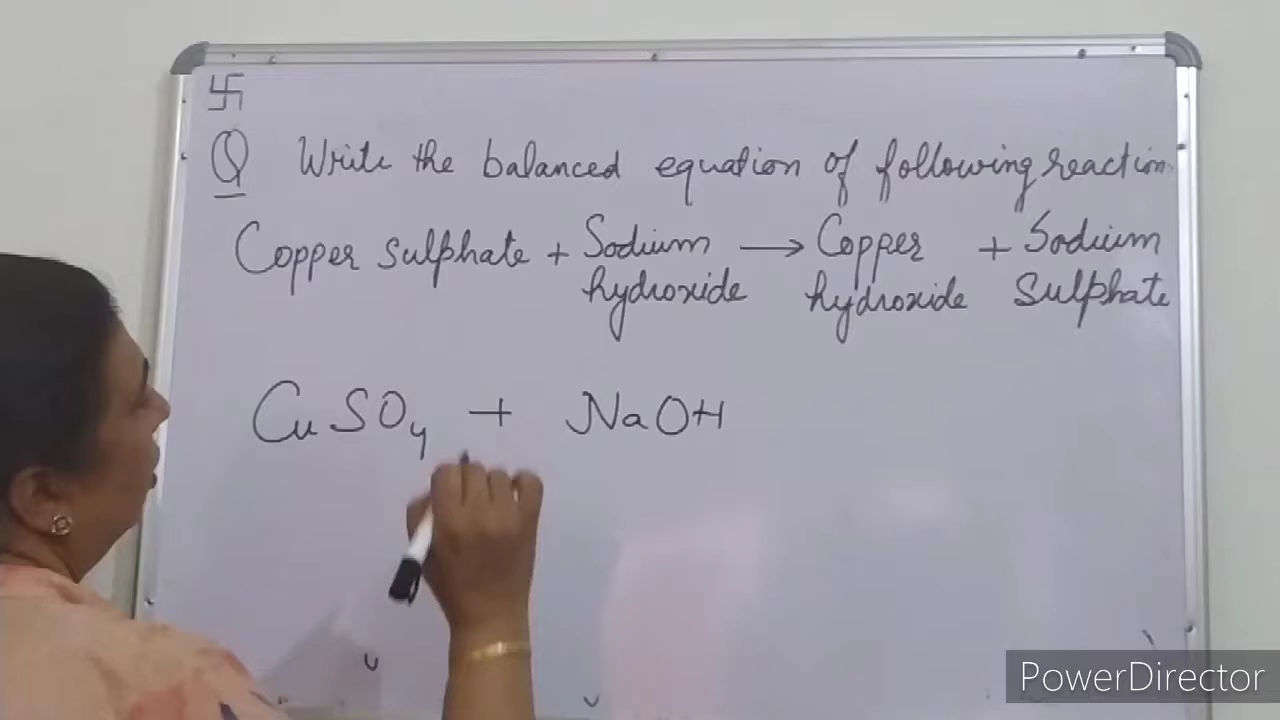 卐
Q Write the balanced equation of following reaction.
Copper sulphate + Sodium hydroxide → Copper hydroxide + Sodium Sulphate
CuSO₄ + NaOH
PowerDirector